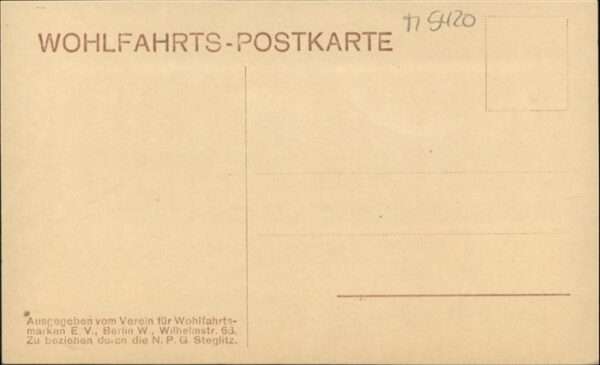 WOHLFAHRTS-POSTKARTE
Ausgegeben vom Verein für Wohlfahrts-
marken E. V., Berlin W., Wilhelmstr. 63.
Zu beziehen durch die N. P. G. Steglitz.